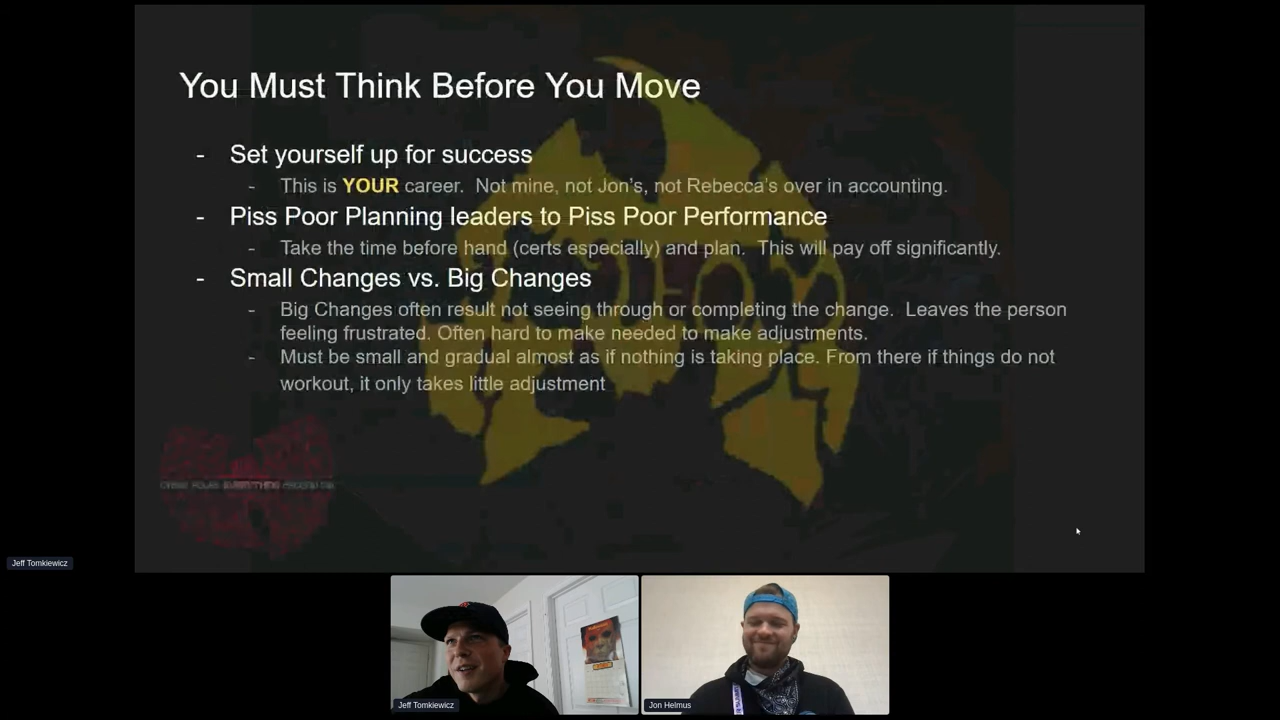 You Must Think Before You Move
- Set yourself up for success
- This is YOUR career. Not mine, not Jon's, not Rebecca's over in accounting.
- Piss Poor Planning leaders to Piss Poor Performance
- Take the time before hand (certs especially) and plan. This will pay off significantly.
- Small Changes vs. Big Changes
- Big Changes often result not seeing through or completing the change. Leaves the person
feeling frustrated. Often hard to make needed to make adjustments.
- Must be small and gradual almost as if nothing is taking place. From there if things do not
workout, it only takes little adjustment
Jeff Tomkiewicz
Jeff Tomkiewicz
Jon Helmus